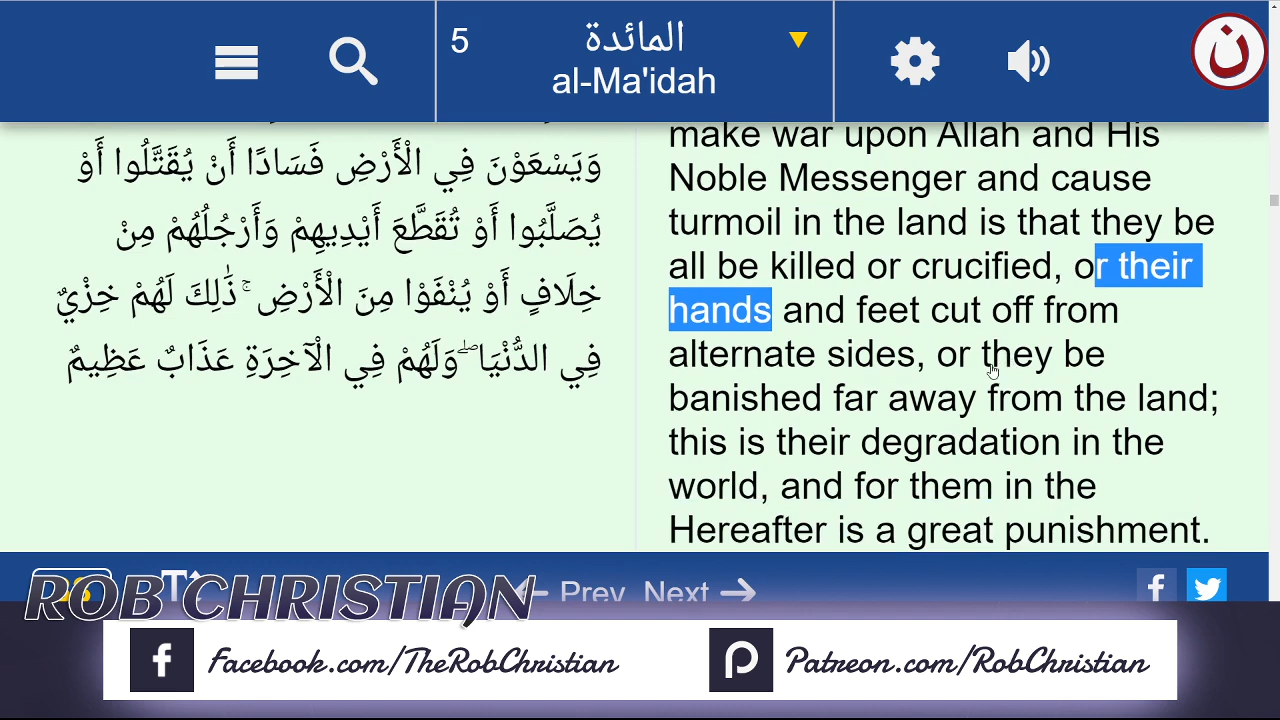 5
المائدة
al-Ma'idah
ن
وَيَسْعَوْنَ فِي الْأَرْضِ فَسَادًا أَنْ يُقَتَّلُوا أَوْ
يُصَلَّبُوا أَوْ تُقَطَّعَ أَيْدِيهِمْ وَأَرْجُلُهُمْ مِنْ
خِلَافٍ أَوْ يُنْفَوْا مِنَ الْأَرْضِ ۚ ذَٰلِكَ لَهُمْ خِزْيٌ
فِي الدُّنْيَا ۖ وَلَهُمْ فِي الْآخِرَةِ عَذَابٌ عَظِيمٌ
make war upon Allah and His
Noble Messenger and cause
turmoil in the land is that they be
all be killed or crucified, or their
hands and feet cut off from
alternate sides, or they be
banished far away from the land;
this is their degradation in the
world, and for them in the
Hereafter is a great punishment.
T
Prev Next
f
ROB CHRISTIAN
f Facebook.com/TheRobChristian
Patreon.com/RobChristian